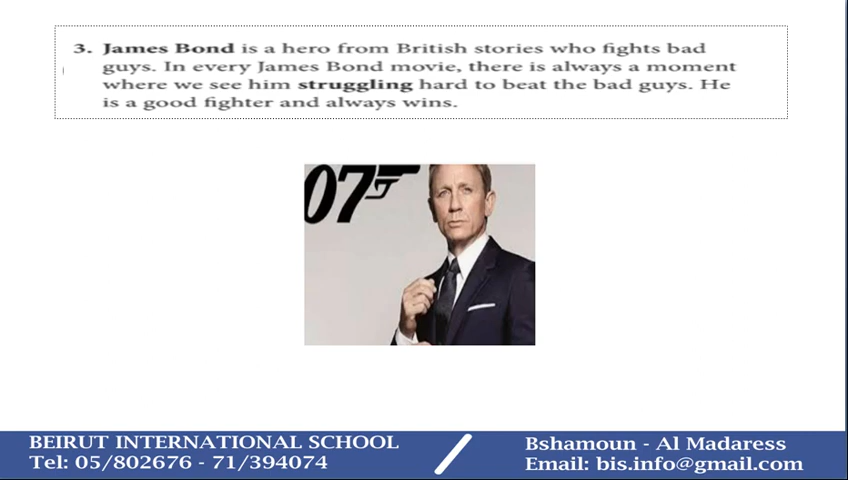 3. James Bond is a hero from British stories who fights bad
guys. In every James Bond movie, there is always a moment
where we see him struggling hard to beat the bad guys. He
is a good fighter and always wins.
07
BEIRUT INTERNATIONAL SCHOOL
Tel: 05/802676 - 71/394074
Bshamoun - Al Madaress
Email: bis.info@gmail.com